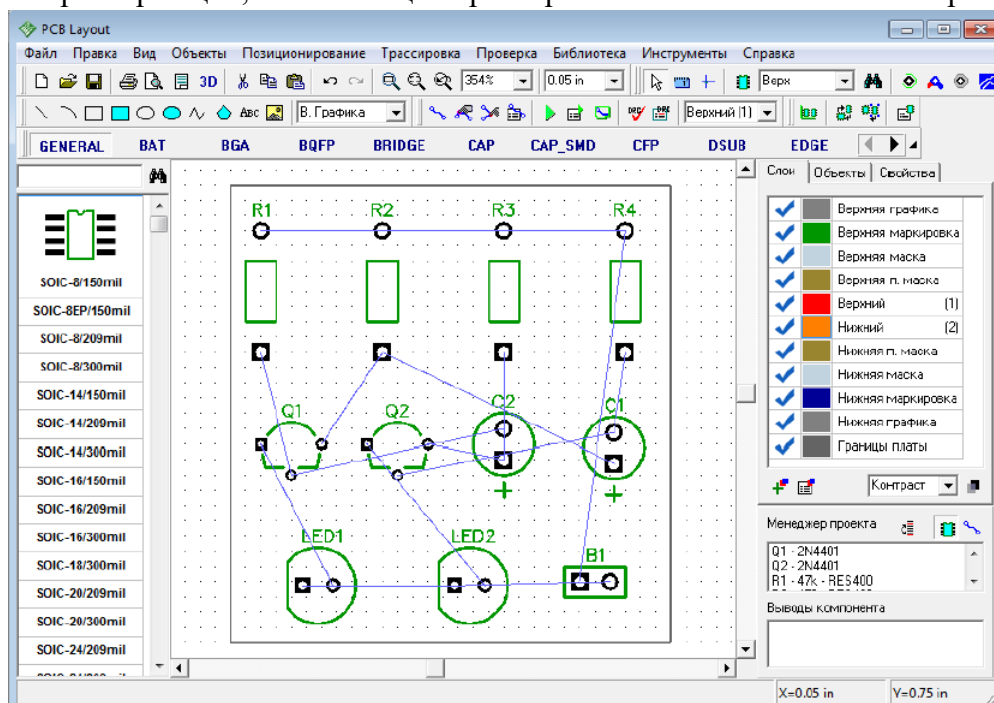 PCB Layout
Файл Правка Вид Объекты Позиционирование Трассировка Проверка Библиотека Инструменты Справка
3D 354% 0.05 in Верх
ABC В. Графика Верхний (1)
GENERAL BAT BGA BQFP BRIDGE CAP CAP_SMD CFP DSUB EDGE
Слои Объекты Свойства
SOIC-8/150mil
SOIC-8EP/150mil
SOIC-8/209mil
SOIC-8/300mil
SOIC-14/150mil
SOIC-14/209mil
SOIC-14/300mil
SOIC-16/150mil
SOIC-16/209mil
SOIC-16/300mil
SOIC-18/300mil
SOIC-20/209mil
SOIC-20/300mil
SOIC-24/209mil
R1 R2 R3 R4
Q1 Q2 C2 C1
+ +
LED1 LED2 B1
Верхняя графика
Верхняя маркировка
Верхняя маска
Верхняя п. маска
Верхний (1)
Нижний (2)
Нижняя п. маска
Нижняя маска
Нижняя маркировка
Нижняя графика
Границы платы
Контраст
Менеджер проекта
Q1 - 2N4401
Q2 - 2N4401
R1 - 47k - RES400
Выводы компонента
X=0.05 in Y=0.75 in